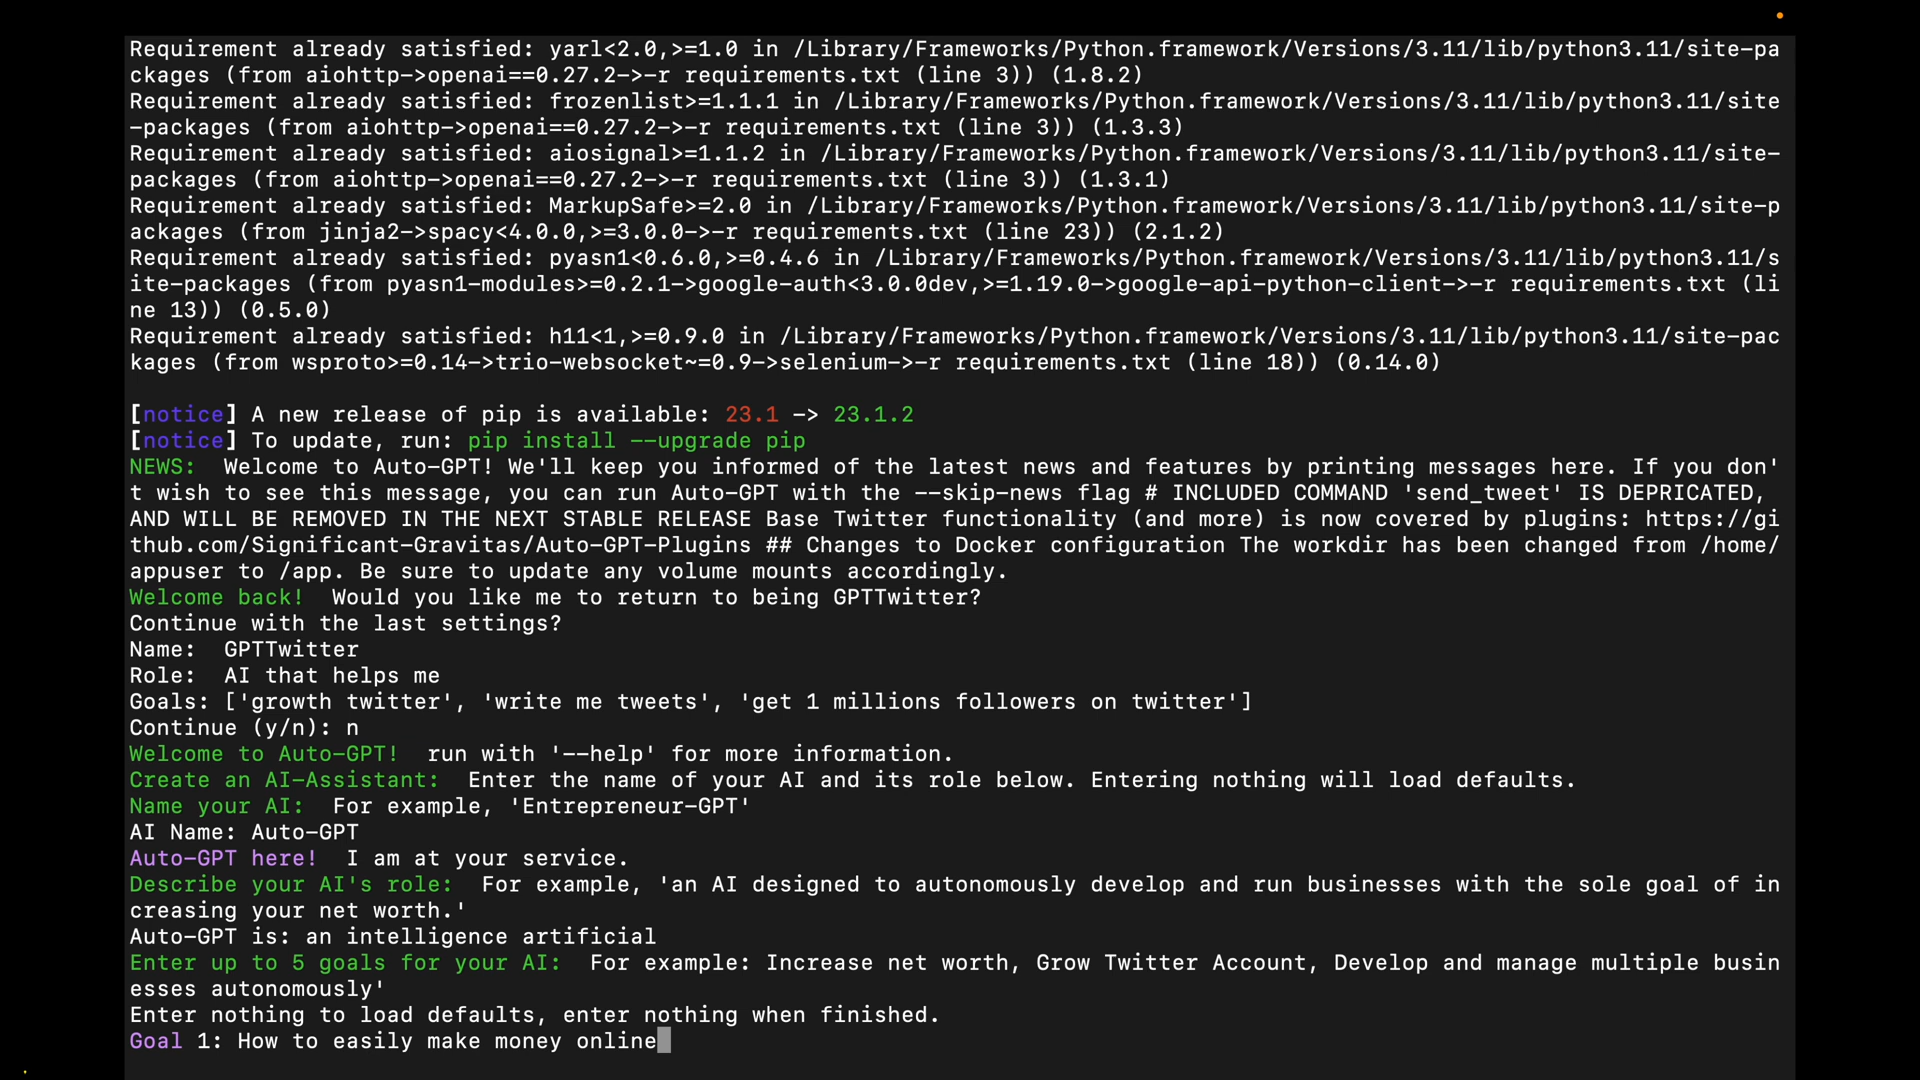 Requirement already satisfied: yarl<2.0,>=1.0 in /Library/Frameworks/Python.framework/Versions/3.11/lib/python3.11/site-pa
ckages (from aiohttp->openai==0.27.2->-r requirements.txt (line 3)) (1.8.2)
Requirement already satisfied: frozenlist>=1.1.1 in /Library/Frameworks/Python.framework/Versions/3.11/lib/python3.11/site
-packages (from aiohttp->openai==0.27.2->-r requirements.txt (line 3)) (1.3.3)
Requirement already satisfied: aiosignal>=1.1.2 in /Library/Frameworks/Python.framework/Versions/3.11/lib/python3.11/site-
packages (from aiohttp->openai==0.27.2->-r requirements.txt (line 3)) (1.3.1)
Requirement already satisfied: MarkupSafe>=2.0 in /Library/Frameworks/Python.framework/Versions/3.11/lib/python3.11/site-p
ackages (from jinja2->spacy<4.0.0,>=3.0.0->-r requirements.txt (line 23)) (2.1.2)
Requirement already satisfied: pyasn1<0.6.0,>=0.4.6 in /Library/Frameworks/Python.framework/Versions/3.11/lib/python3.11/s
ite-packages (from pyasn1-modules>=0.2.1->google-auth<3.0.0dev,>=1.19.0->google-api-python-client->-r requirements.txt (li
ne 13)) (0.5.0)
Requirement already satisfied: h11<1,>=0.9.0 in /Library/Frameworks/Python.framework/Versions/3.11/lib/python3.11/site-pac
kages (from wsproto>=0.14->trio-websocket~=0.9->selenium->-r requirements.txt (line 18)) (0.14.0)
[notice] A new release of pip is available: 23.1 -> 23.1.2
[notice] To update, run: pip install --upgrade pip
NEWS:  Welcome to Auto-GPT! We'll keep you informed of the latest news and features by printing messages here. If you don'
t wish to see this message, you can run Auto-GPT with the --skip-news flag # INCLUDED COMMAND 'send_tweet' IS DEPRICATED,
AND WILL BE REMOVED IN THE NEXT STABLE RELEASE Base Twitter functionality (and more) is now covered by plugins: https://gi
thub.com/Significant-Gravitas/Auto-GPT-Plugins ## Changes to Docker configuration The workdir has been changed from /home/
appuser to /app. Be sure to update any volume mounts accordingly.
Welcome back!  Would you like me to return to being GPTTwitter?
Continue with the last settings?
Name:  GPTTwitter
Role:  AI that helps me
Goals: ['growth twitter', 'write me tweets', 'get 1 millions followers on twitter']
Continue (y/n): n
Welcome to Auto-GPT!  run with '--help' for more information.
Create an AI-Assistant:  Enter the name of your AI and its role below. Entering nothing will load defaults.
Name your AI:  For example, 'Entrepreneur-GPT'
AI Name: Auto-GPT
Auto-GPT here!  I am at your service.
Describe your AI's role:  For example, 'an AI designed to autonomously develop and run businesses with the sole goal of in
creasing your net worth.'
Auto-GPT is: an intelligence artificial
Enter up to 5 goals for your AI:  For example: Increase net worth, Grow Twitter Account, Develop and manage multiple busin
esses autonomously'
Enter nothing to load defaults, enter nothing when finished.
Goal 1: How to easily make money online